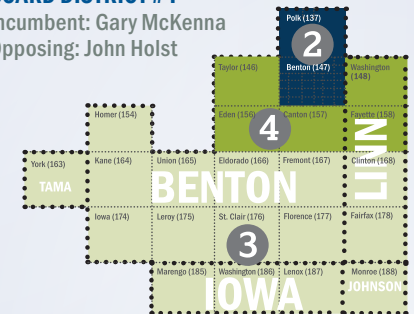 Incumbent: Gary McKenna
Opposing: John Holst
Polk (137)
2
Taylor (146)
Benton (147)
Washington
(148)
Homer (154)
Eden (156)
Canton (157)
Fayette (158)
4
York (163)
Kane (164)
Union (165)
Eldorado (166)
Fremont (167)
Clinton (168)
TAMA
BENTON
LINN
Iowa (174)
Leroy (175)
St. Clair (176)
Florence (177)
Fairfax (178)
3
Marengo (185)
Washington (186)
Lenox (187)
Monroe (188)
IOWA
JOHNSON